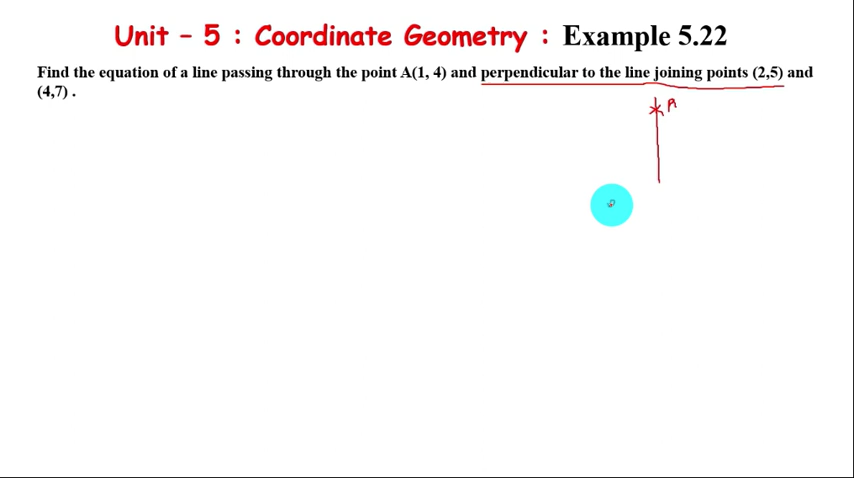 Unit - 5 : Coordinate Geometry : Example 5.22
Find the equation of a line passing through the point A(1, 4) and perpendicular to the line joining points (2,5) and
(4,7) .
A